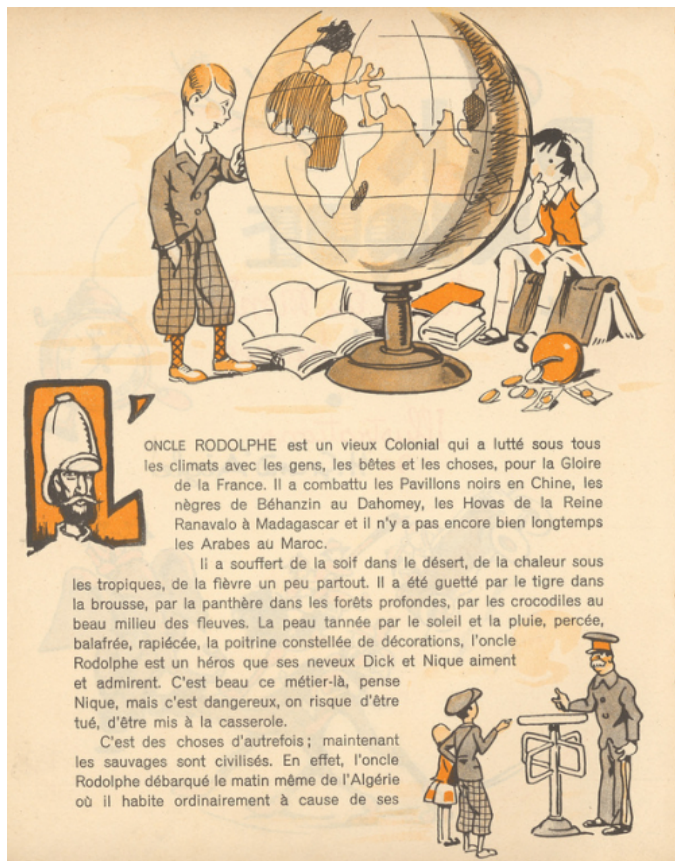 L'ONCLE RODOLPHE est un vieux Colonial qui a lutté sous tous
les climats avec les gens, les bêtes et les choses, pour la Gloire
de la France. Il a combattu les Pavillons noirs en Chine, les
nègres de Béhanzin au Dahomey, les Hovas de la Reine
Ranavalo à Madagascar et il n'y a pas encore bien longtemps
les Arabes au Maroc.
Il a souffert de la soif dans le désert, de la chaleur sous
les tropiques, de la fièvre un peu partout. Il a été guetté par le tigre dans
la brousse, par la panthère dans les forêts profondes, par les crocodiles au
beau milieu des fleuves. La peau tannée par le soleil et la pluie, percée,
balafrée, rapiécée, la poitrine constellée de décorations, l'oncle
Rodolphe est un héros que ses neveux Dick et Nique aiment
et admirent. C'est beau ce métier-là, pense
Nique, mais c'est dangereux, on risque d'être
tué, d'être mis à la casserole.
C'est des choses d'autrefois ; maintenant
les sauvages sont civilisés. En effet, l'oncle
Rodolphe débarqué le matin même de l'Algérie
où il habite ordinairement à cause de ses